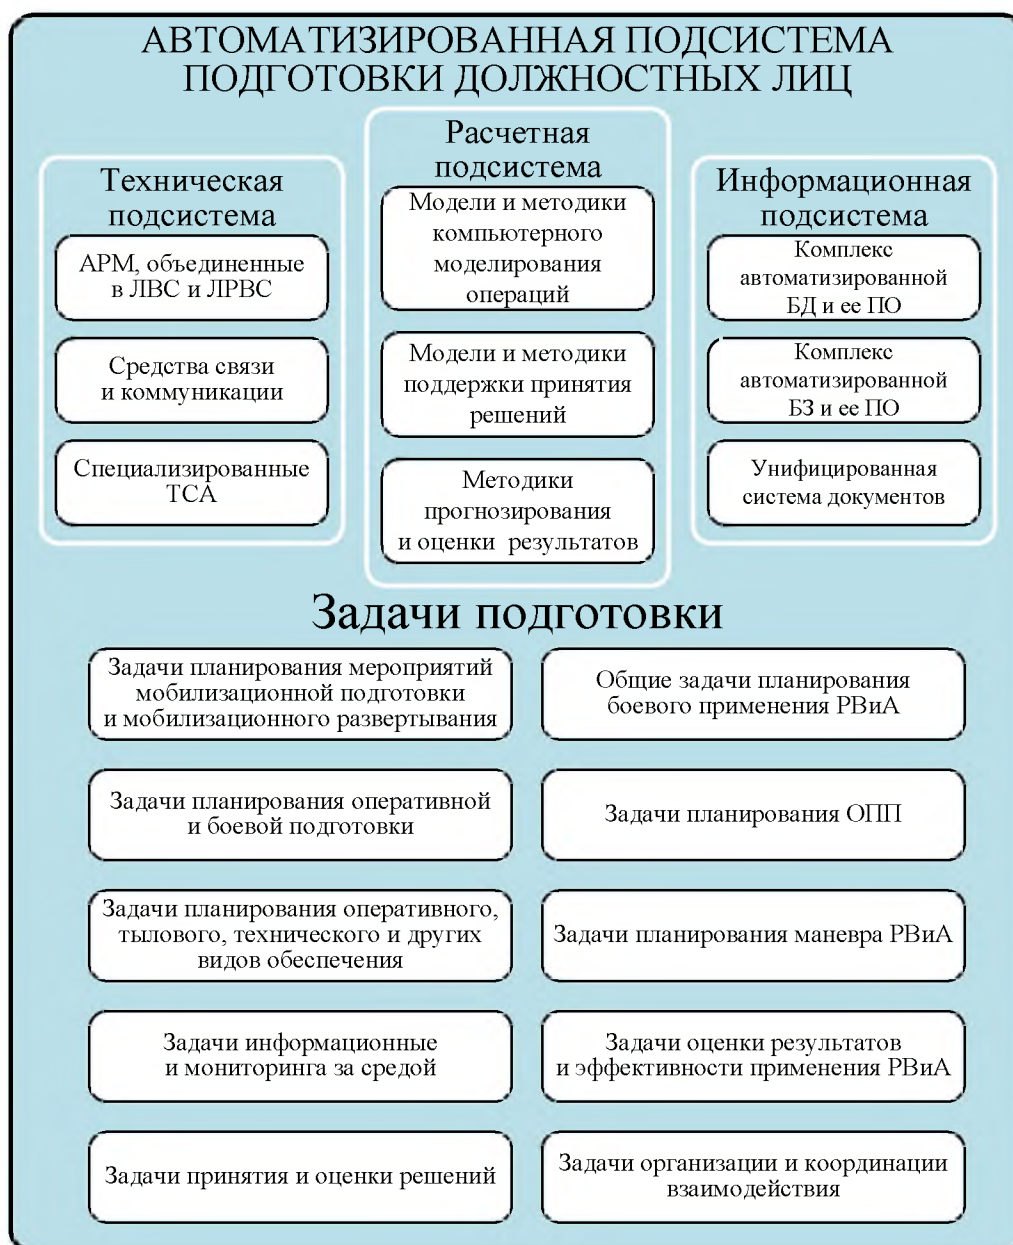 АВТОМАТИЗИРОВАННАЯ ПОДСИСТЕМА
ПОДГОТОВКИ ДОЛЖНОСТНЫХ ЛИЦ
Техническая
подсистема
АРМ, объединенные
в ЛВС и ЛРВС
Средства связи
и коммуникации
Специализированные
ТСА
Расчетная
подсистема
Модели и методики
компьютерного
моделирования
операций
Модели и методики
поддержки принятия
решений
Методики
прогнозирования
и оценки результатов
Информационная
подсистема
Комплекс
автоматизированной
БД и ее ПО
Комплекс
автоматизированной
БЗ и ее ПО
Унифицированная
система документов
Задачи подготовки
Задачи планирования мероприятий
мобилизационной подготовки
и мобилизационного развертывания
Общие задачи планирования
боевого применения РВиА
Задачи планирования оперативной
и боевой подготовки
Задачи планирования ОПП
Задачи планирования оперативного,
тылового, технического и других
видов обеспечения
Задачи планирования маневра РВиА
Задачи информационные
и мониторинга за средой
Задачи оценки результатов
и эффективности применения РВиА
Задачи принятия и оценки решений
Задачи организации и координации
взаимодействия